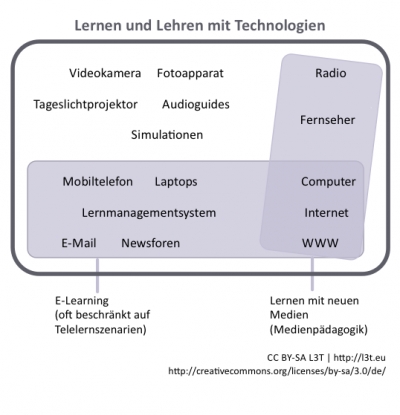 Lernen und Lehren mit Technologien
Videokamera Fotoapparat Radio
Tageslichtprojektor Audioguides
Fernseher
Simulationen
Mobiltelefon Laptops Computer
Lernmanagementsystem Internet
E-Mail Newsforen WWW
E-Learning
(oft beschränkt auf
Telelernszenarien)
Lernen mit neuen
Medien
(Medienpädagogik)
CC BY-SA L3T | http://l3t.eu
http://creativecommons.org/licenses/by-sa/3.0/de/